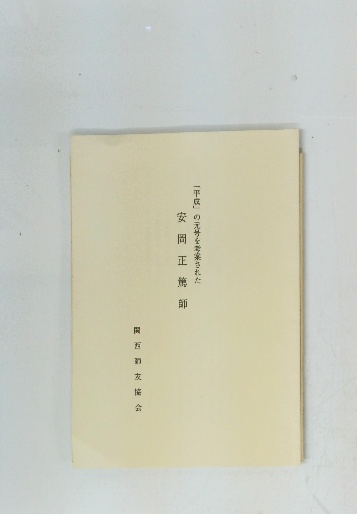 「平成」の元号を考案された
安岡正篤師
関西師友協会